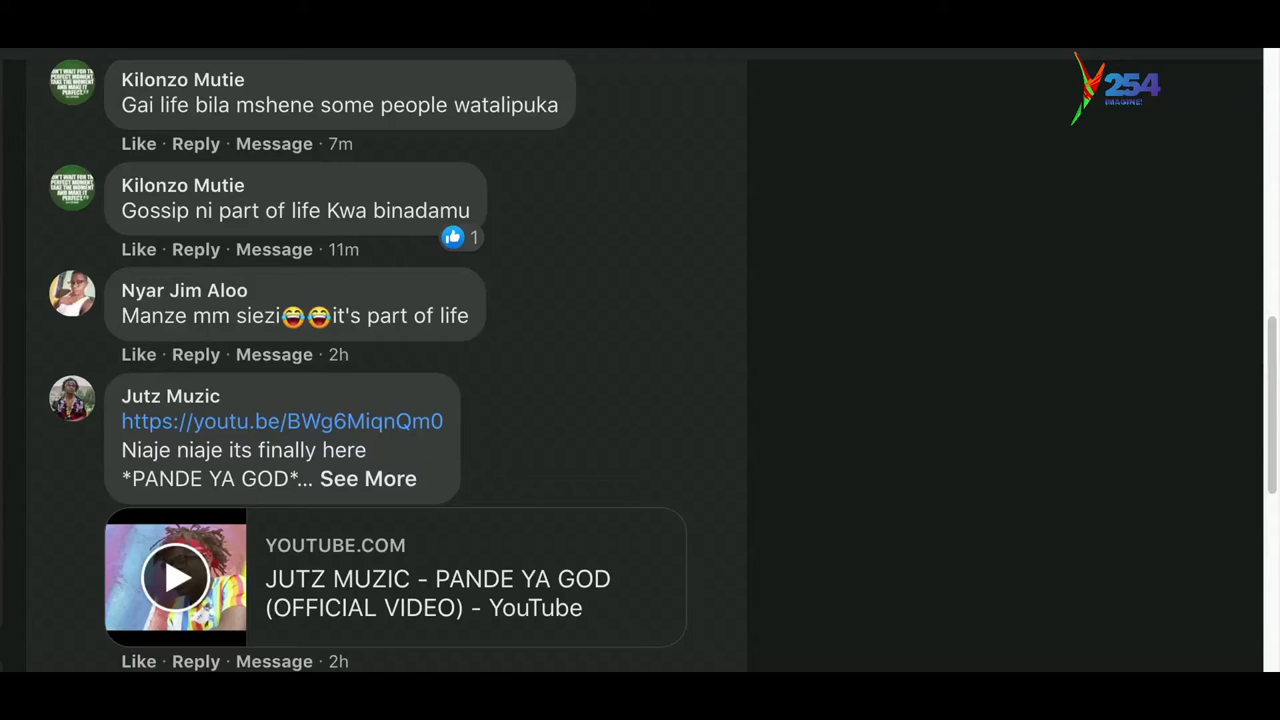 Y254
IMAGINE!
Kilonzo Mutie
Gai life bila mshene some people watalipuka
Like · Reply · Message · 7m
Kilonzo Mutie
Gossip ni part of life Kwa binadamu
1
Like · Reply · Message · 11m
Nyar Jim Aloo
Manze mm siezi😂😂it's part of life
Like · Reply · Message · 2h
Jutz Muzic
https://youtu.be/BWg6MiqnQm0
Niaje niaje its finally here
*PANDE YA GOD*... See More
YOUTUBE.COM
JUTZ MUZIC - PANDE YA GOD
(OFFICIAL VIDEO) - YouTube
Like · Reply · Message · 2h